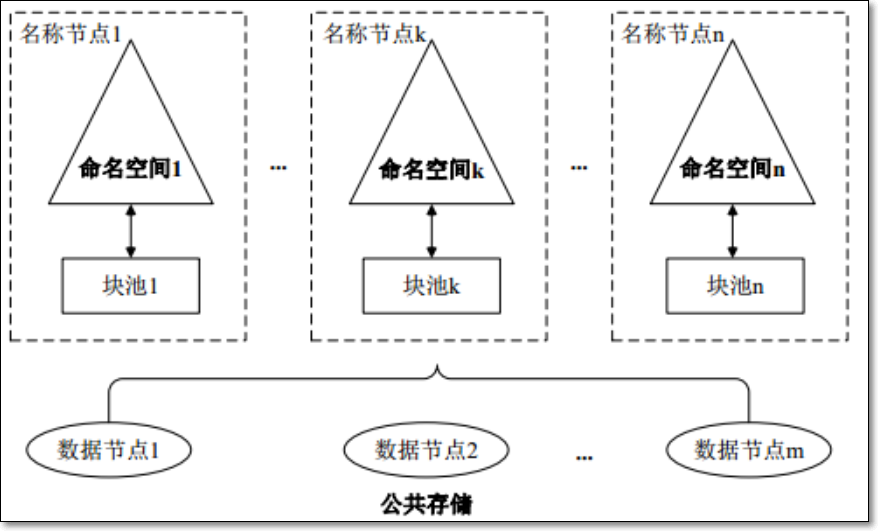 名称节点1
名称节点k
名称节点n
命名空间1
...
命名空间k
...
命名空间n
块池1
块池k
块池n
数据节点1
数据节点2
...
数据节点m
公共存储